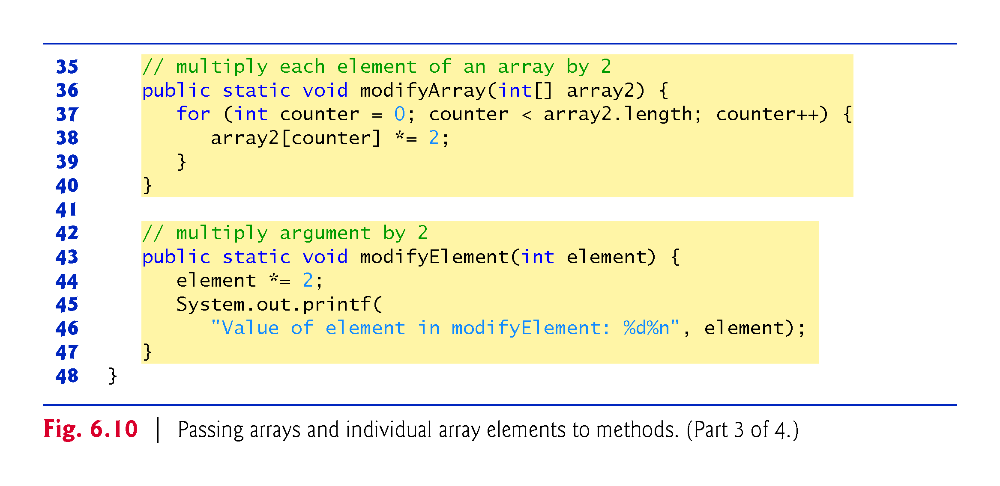 35 // multiply each element of an array by 2
36 public static void modifyArray(int[] array2) {
37 for (int counter = 0; counter < array2.length; counter++) {
38 array2[counter] *= 2;
39 }
40 }
41
42 // multiply argument by 2
43 public static void modifyElement(int element) {
44 element *= 2;
45 System.out.printf(
46 "Value of element in modifyElement: %d%n", element);
47 }
48 }
Fig. 6.10 | Passing arrays and individual array elements to methods. (Part 3 of 4.)